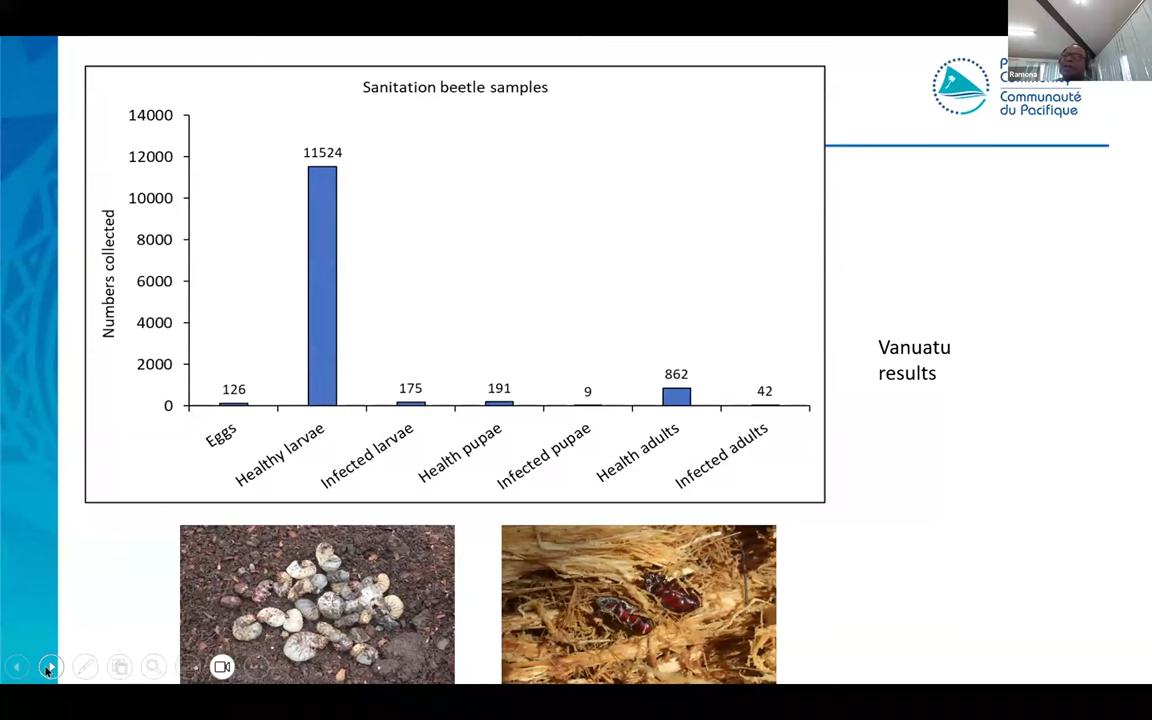 Sanitation beetle samples
14000
12000
10000
8000
6000
4000
2000
0
Numbers collected
126
11524
175
191
9
862
42
Eggs
Healthy larvae
Infected larvae
Health pupae
Infected pupae
Health adults
Infected adults
Vanuatu
results
Ramona
Communauté
du Pacifique